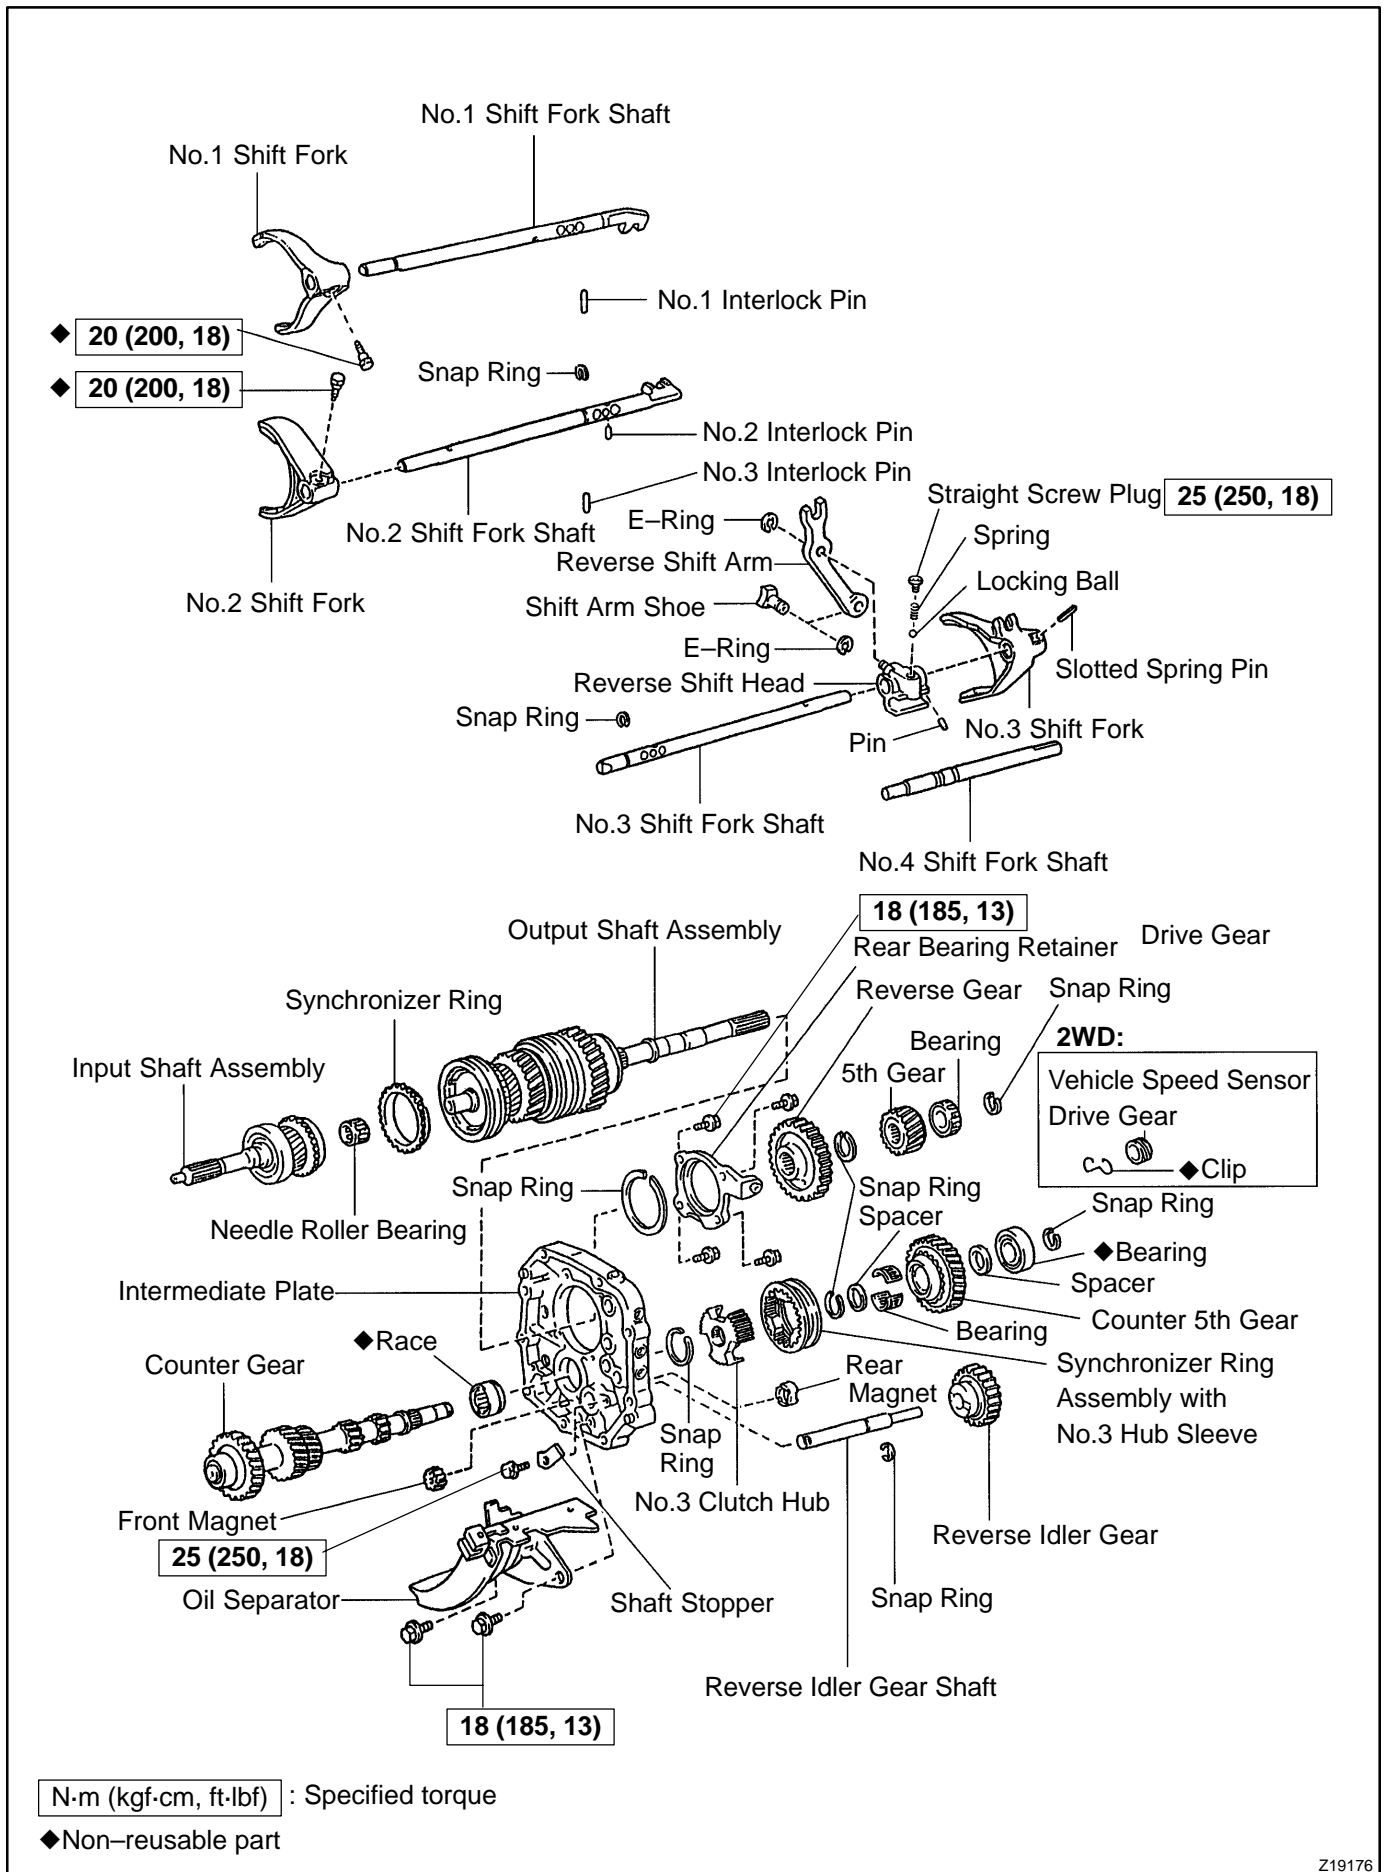 No.1 Shift Fork Shaft
No.1 Shift Fork
No.1 Interlock Pin
◆ 20 (200, 18)
Snap Ring
◆ 20 (200, 18)
No.2 Interlock Pin
No.3 Interlock Pin
Straight Screw Plug 25 (250, 18)
E–Ring
No.2 Shift Fork Shaft
Spring
Reverse Shift Arm
Locking Ball
No.2 Shift Fork
Shift Arm Shoe
E–Ring
Slotted Spring Pin
Reverse Shift Head
Snap Ring
No.3 Shift Fork
Pin
No.3 Shift Fork Shaft
No.4 Shift Fork Shaft
18 (185, 13)
Output Shaft Assembly
Rear Bearing Retainer
Drive Gear
Synchronizer Ring
Reverse Gear
Snap Ring
Bearing
2WD:
Input Shaft Assembly
5th Gear
Vehicle Speed Sensor
Drive Gear
◆Clip
Snap Ring
Snap Ring
Spacer
Snap Ring
Needle Roller Bearing
◆Bearing
Spacer
Intermediate Plate
Counter 5th Gear
Bearing
◆Race
Counter Gear
Rear
Magnet
Synchronizer Ring
Assembly with
No.3 Hub Sleeve
Snap
Ring
No.3 Clutch Hub
Front Magnet
Reverse Idler Gear
25 (250, 18)
Oil Separator
Shaft Stopper
Snap Ring
Reverse Idler Gear Shaft
18 (185, 13)
N·m (kgf·cm, ft·lbf) : Specified torque
◆Non–reusable part
Z19176